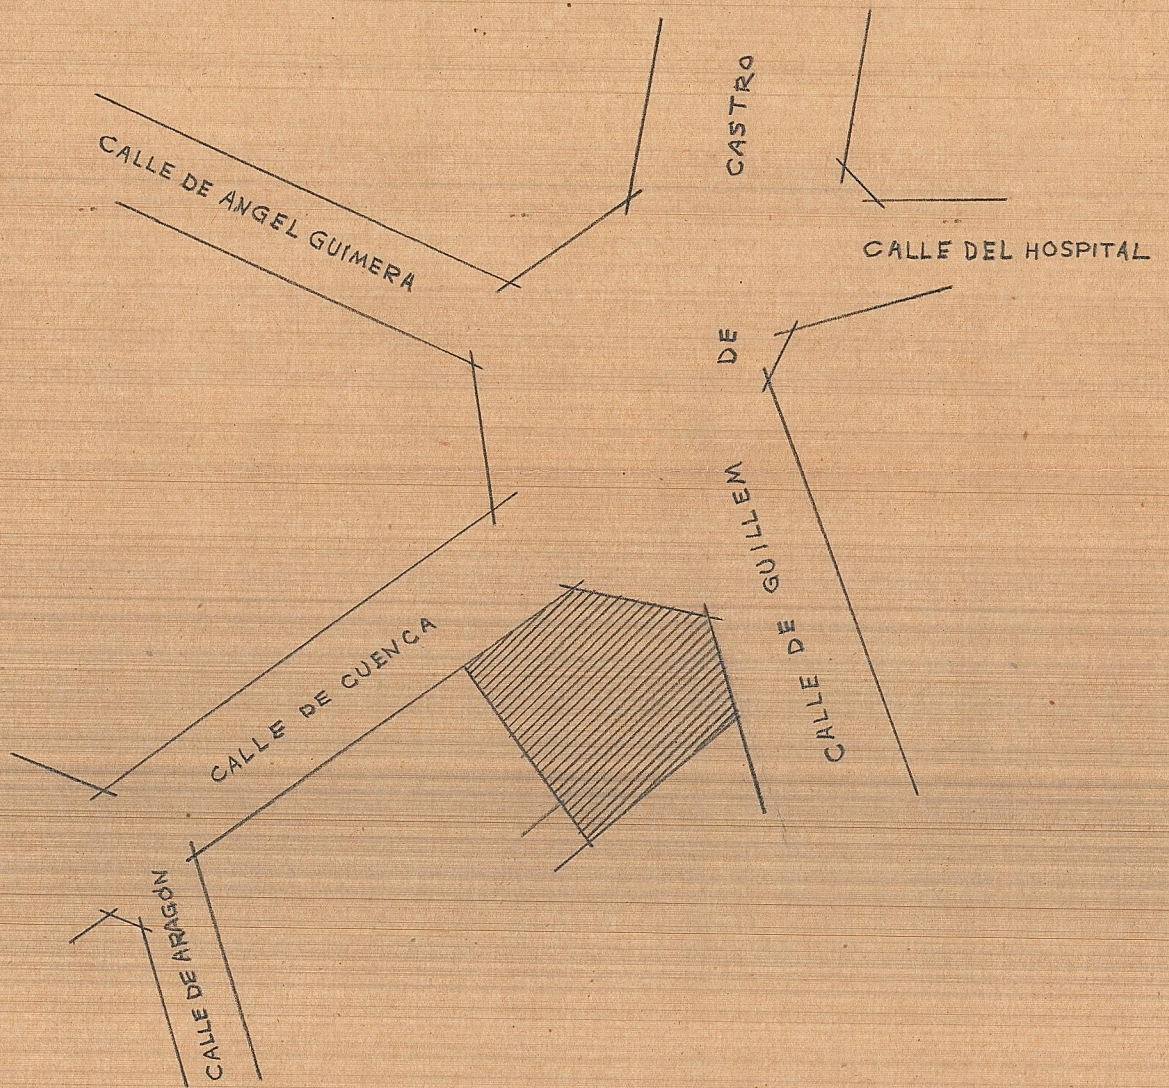 CALLE DE ANGEL GUIMERA
CALLE DEL HOSPITAL
CALLE DE GUILLEM DE CASTRO
CALLE DE CUENCA
CALLE DE ARAGÓN